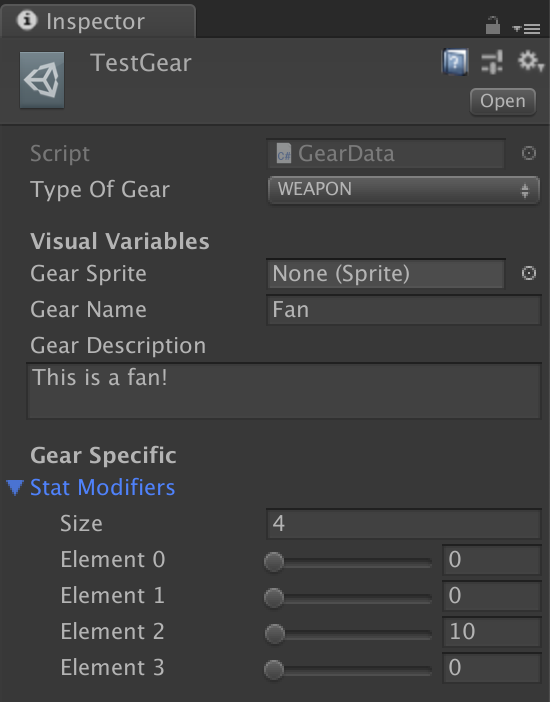 Inspector
TestGear
Open
Script GearData
Type Of Gear WEAPON
Visual Variables
Gear Sprite None (Sprite)
Gear Name Fan
Gear Description
This is a fan!
Gear Specific
Stat Modifiers
Size 4
Element 0 0
Element 1 0
Element 2 10
Element 3 0